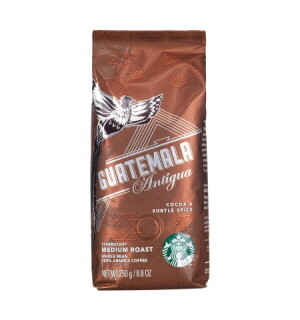 GUATEMALA
Antigua
COCOA &
SUBTLE SPICE
STARBUCKS®
MEDIUM ROAST
WHOLE BEAN
100% ARABICA COFFEE
NET WT 250 g / 8.8 OZ